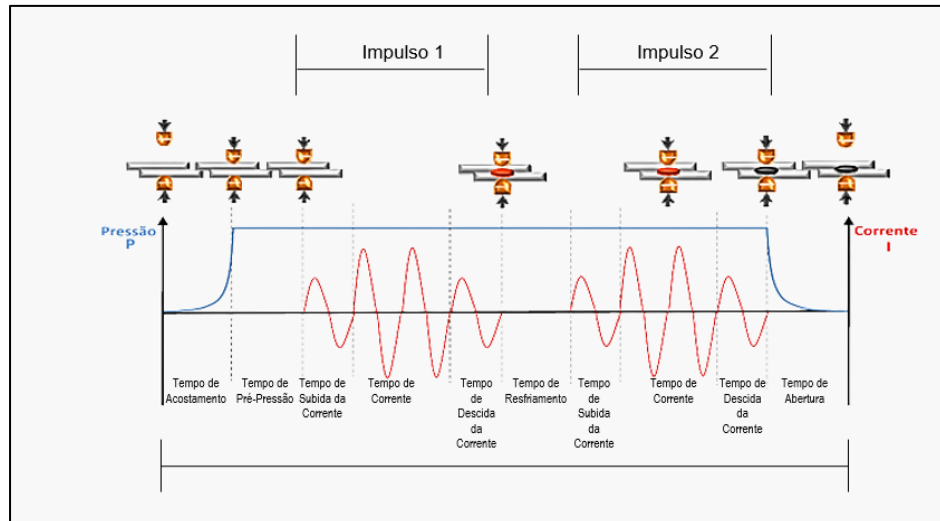 Impulso 1
Impulso 2
Pressão
P
Corrente
I
Tempo de
Acostamento
Tempo de
Pré-Pressão
Tempo de
Subida da
Corrente
Tempo de
Corrente
Tempo
de
Descida
da
Corrente
Tempo de
Resfriamento
Tempo
de
Subida
da
Corrente
Tempo de
Corrente
Tempo de
Descida
da
Corrente
Tempo de
Abertura